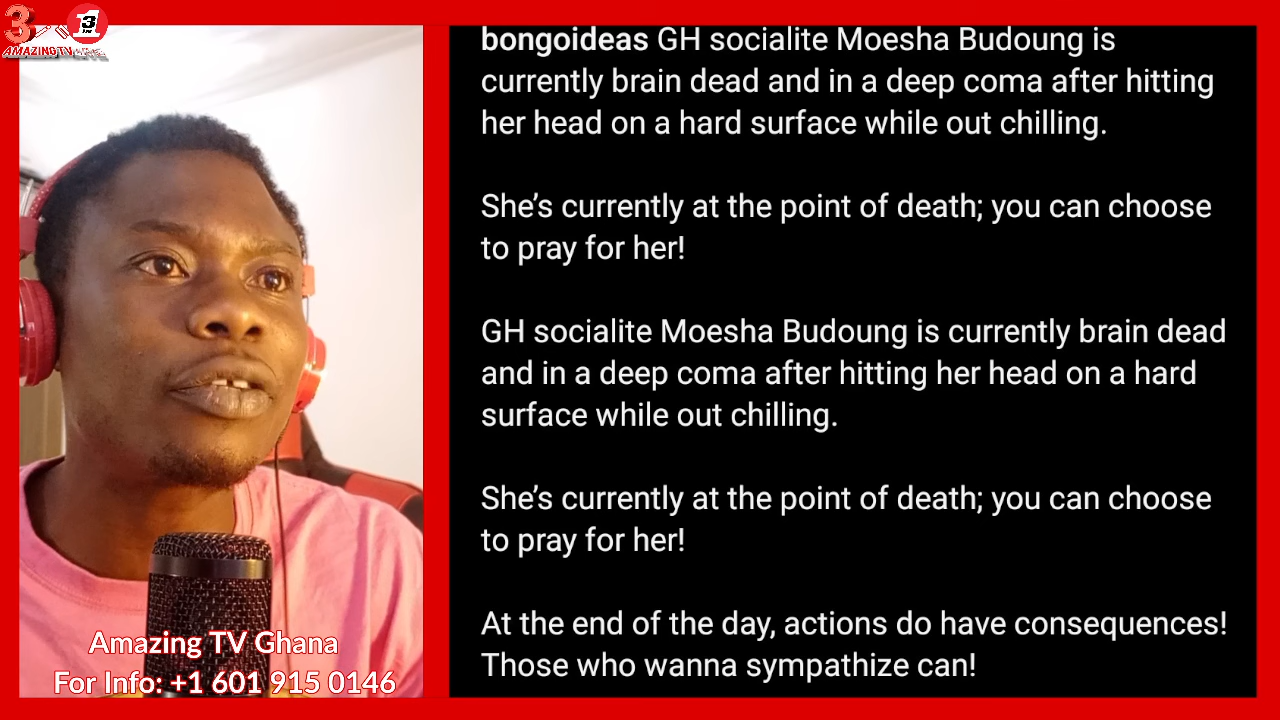 3
3
AMAZING TV
bongoideas GH socialite Moesha Budoung is
currently brain dead and in a deep coma after hitting
her head on a hard surface while out chilling.
She's currently at the point of death; you can choose
to pray for her!
GH socialite Moesha Budoung is currently brain dead
and in a deep coma after hitting her head on a hard
surface while out chilling.
She's currently at the point of death; you can choose
to pray for her!
At the end of the day, actions do have consequences!
Those who wanna sympathize can!
Amazing TV Ghana
For Info: +1 601 915 0146